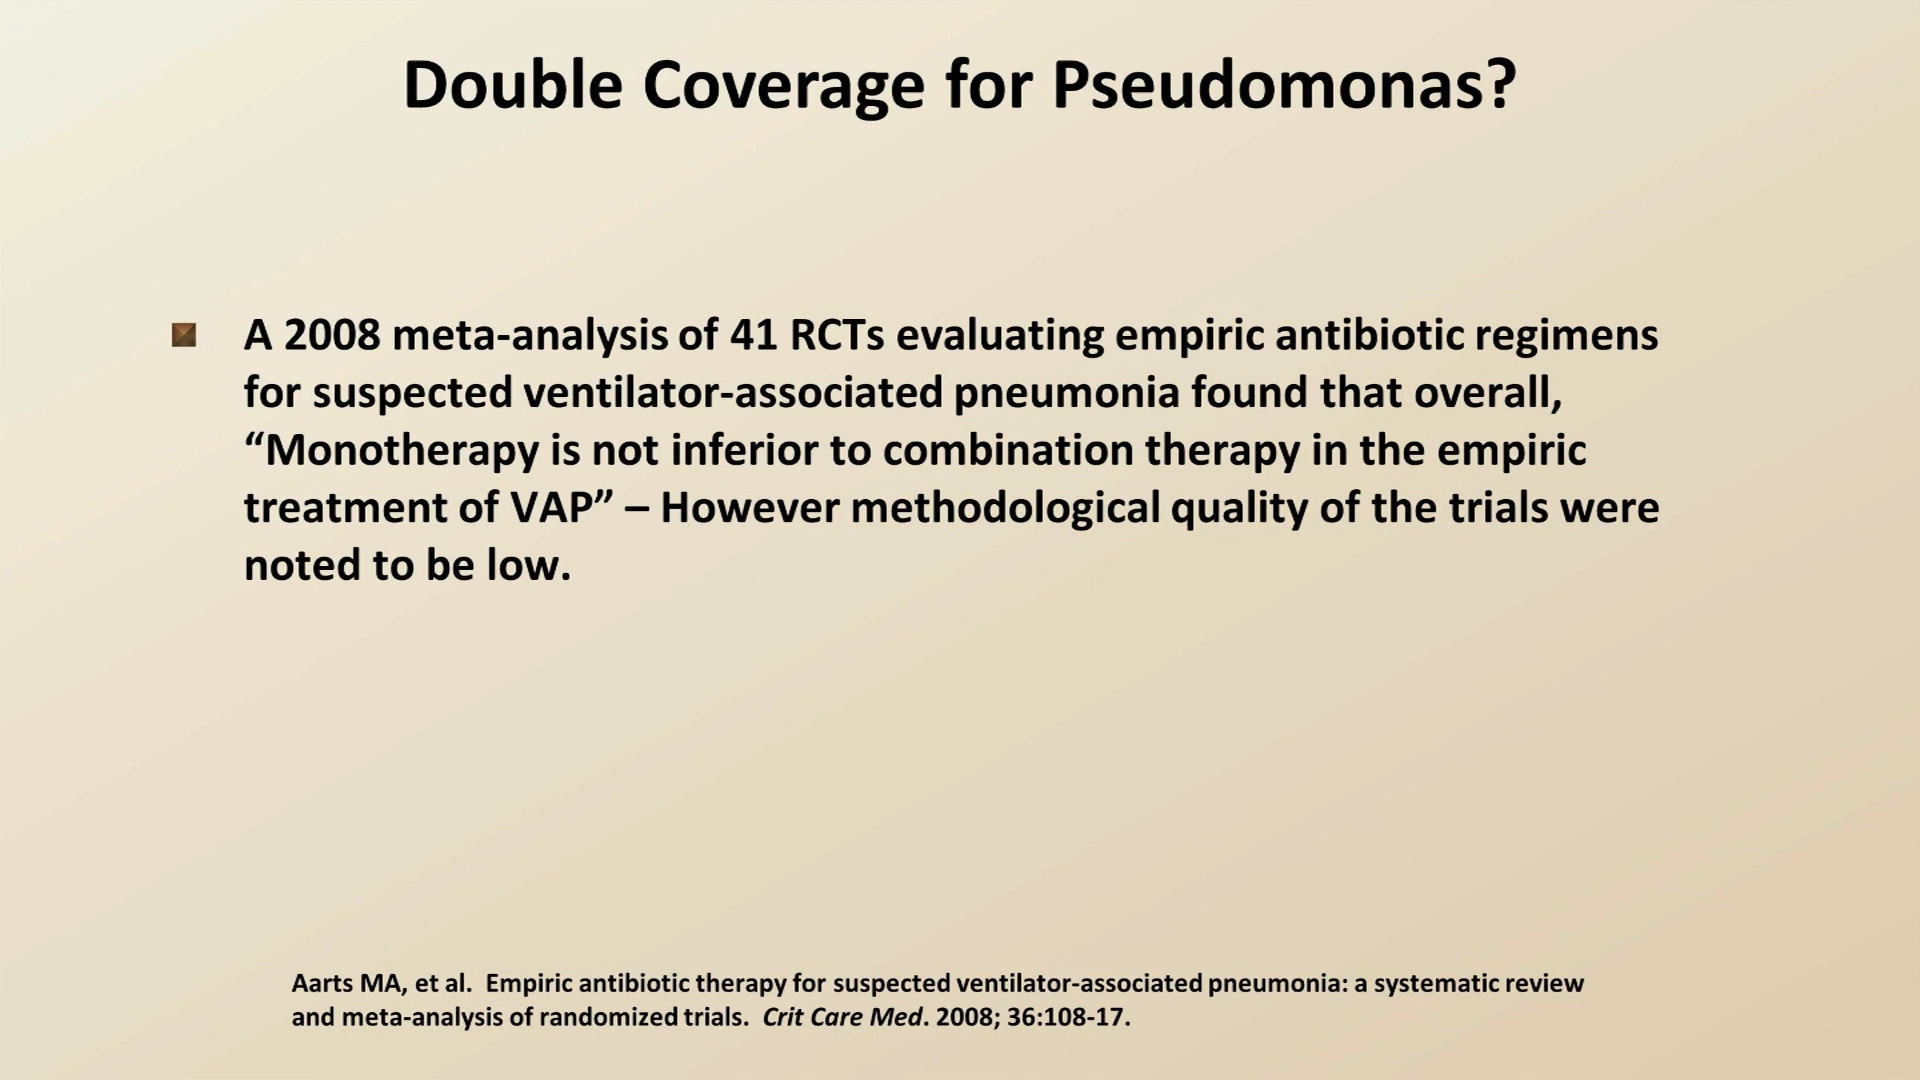 Double Coverage for Pseudomonas?
A 2008 meta-analysis of 41 RCTs evaluating empiric antibiotic regimens
for suspected ventilator-associated pneumonia found that overall,
“Monotherapy is not inferior to combination therapy in the empiric
treatment of VAP” – However methodological quality of the trials were
noted to be low.
Aarts MA, et al.  Empiric antibiotic therapy for suspected ventilator-associated pneumonia: a systematic review
and meta-analysis of randomized trials.  Crit Care Med. 2008; 36:108-17.